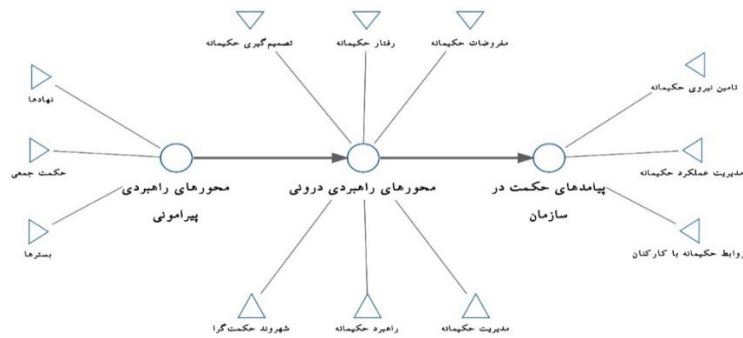 مفروضات حکیمانه
رفتار حکیمانه
تصمیم‌گیری حکیمانه
تامین نیروی حکیمانه
نهادها
مدیریت عملکرد حکیمانه
حکمت جمعی
پیامدهای حکمت در
سازمان
محورهای راهبردی درونی
محورهای راهبردی
پیرامونی
روابط حکیمانه با کارکنان
بسترها
مدیریت حکیمانه
راهبرد حکیمانه
شهروند حکمت‌گرا